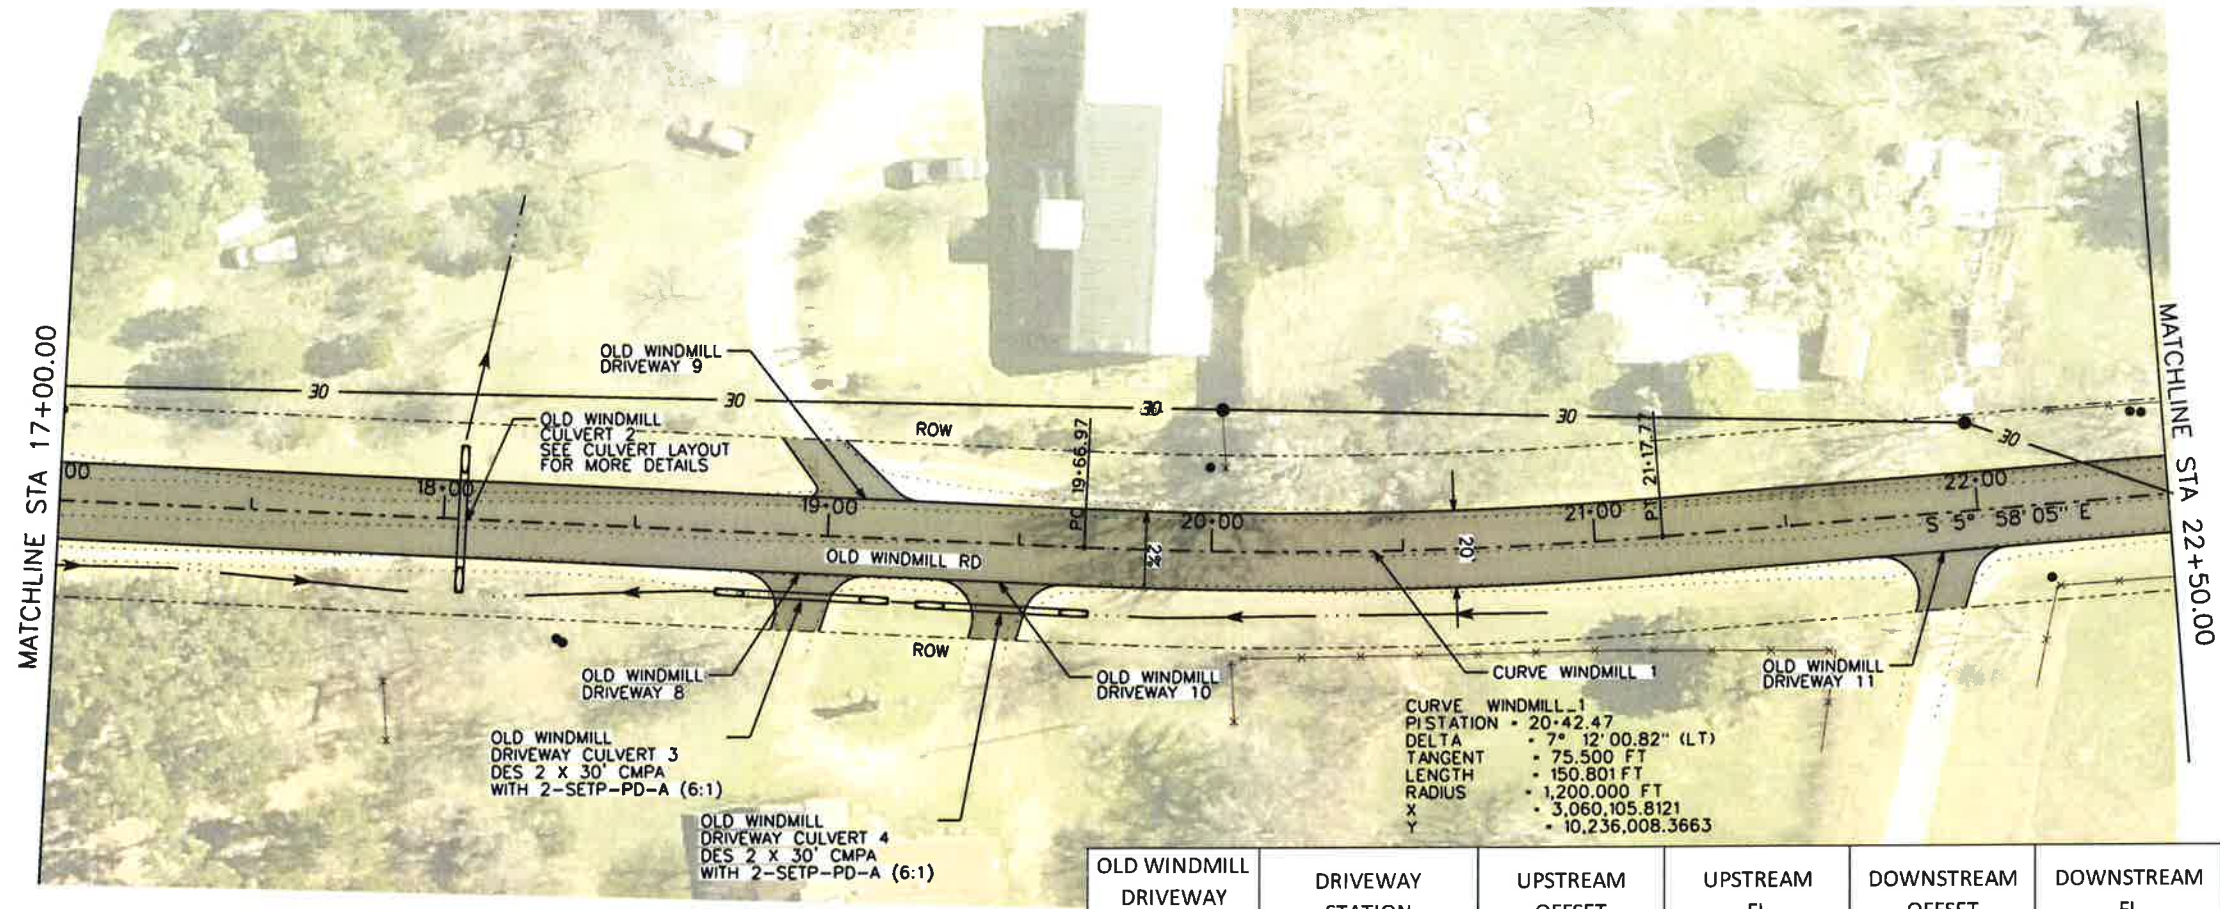 MATCHLINE STA 17+00.00
MATCHLINE STA 22+50.00
OLD WINDMILL
DRIVEWAY 9
30
30
30
30
OLD WINDMILL
CULVERT 2
SEE CULVERT LAYOUT
FOR MORE DETAILS
ROW
PC 19+66.97
PT 21+17.77
00
18+00
19+00
20+00
21+00
22+00
S 5° 58' 05" E
OLD WINDMILL RD
22'
20'
ROW
OLD WINDMILL
DRIVEWAY 8
OLD WINDMILL
DRIVEWAY 10
CURVE WINDMILL 1
OLD WINDMILL
DRIVEWAY 11
OLD WINDMILL
DRIVEWAY CULVERT 3
DES 2 X 30' CMPA
WITH 2-SETP-PD-A (6:1)
OLD WINDMILL
DRIVEWAY CULVERT 4
DES 2 X 30' CMPA
WITH 2-SETP-PD-A (6:1)
CURVE WINDMILL_1
PI STATION = 20+42.47
DELTA = 7° 12' 00.82" (LT)
TANGENT = 75.500 FT
LENGTH = 150.801 FT
RADIUS = 1,200.000 FT
X = 3,060,105.8121
Y = 10,236,008.3663
OLD WINDMILL
DRIVEWAY
DRIVEWAY
STATION
UPSTREAM
OFFSET
UPSTREAM
FL
DOWNSTREAM
OFFSET
DOWNSTREAM
FL